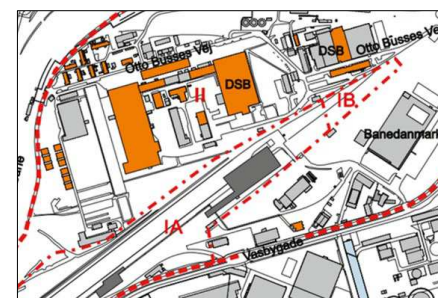 Otto Busses Vej
DSB
Otto Busses Vej
DSB
II
IB
Banedanmark
IA
Vasbygade